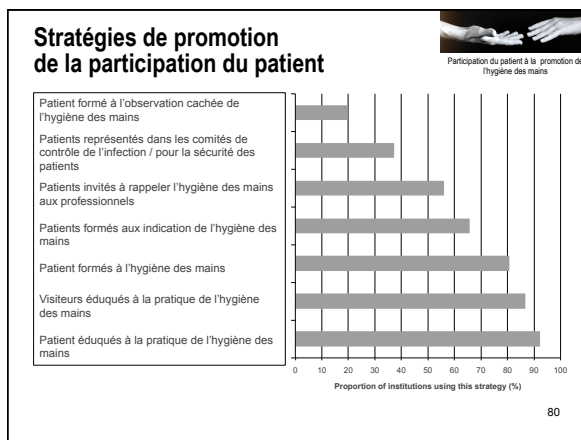 Stratégies de promotion
de la participation du patient
Participation du patient à la promotion de
l'hygiène des mains
Patient formé à l'observation cachée de
l'hygiène des mains
Patients représentés dans les comités de
contrôle de l'infection / pour la sécurité des
patients
Patients invités à rappeler l'hygiène des mains
aux professionnels
Patients formés aux indication de l'hygiène des
mains
Patient formés à l'hygiène des mains
Visiteurs éduqués à la pratique de l'hygiène
des mains
Patient éduqués à la pratique de l'hygiène des
mains
0 10 20 30 40 50 60 70 80 90 100
Proportion of institutions using this strategy (%)
80